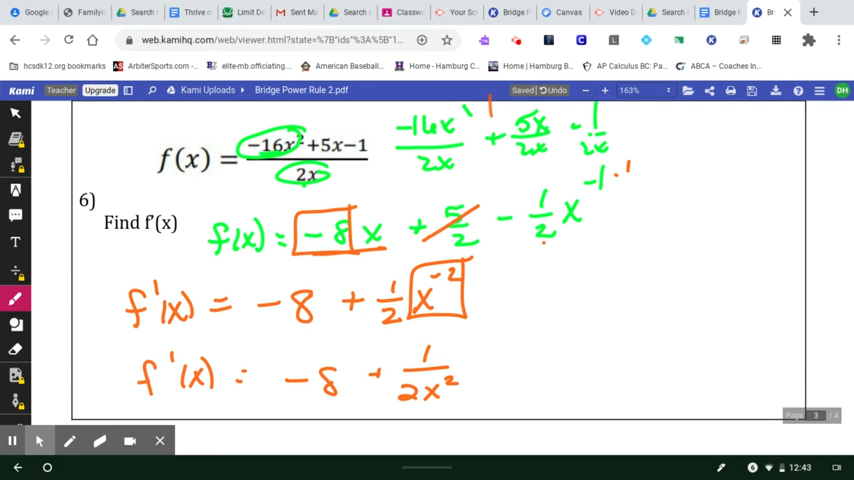 Google C
Familyic
Search
Thrive o
Limit De
Sent Ma
Search
Classwo
Your Sc
Bridge P
Canvas
Video D
Search
Bridge P
Br
web.kamihq.com/web/viewer.html?state=%7B"ids"%3A%5B"1...
hcsdk12.org bookmarks
ArbiterSports.com -...
elite-mb.officiating...
American Baseball...
Home - Hamburg C...
Home | Hamburg B...
AP Calculus BC: Pa...
ABCA – Coaches In...
Kami Teacher Upgrade Kami Uploads > Bridge Power Rule 2.pdf Saved Undo 163% DH
f(x) = (-16x²+5x-1)/2x
-16x²/2x + 5x/2x - 1/2x
6)
Find f'(x)
f(x) = -8x + 5/2 - 1/2 x^-1
f'(x) = -8 + 1/2 x^-2
f'(x) = -8 + 1/2x²
Page 3 / 4
6 12:43